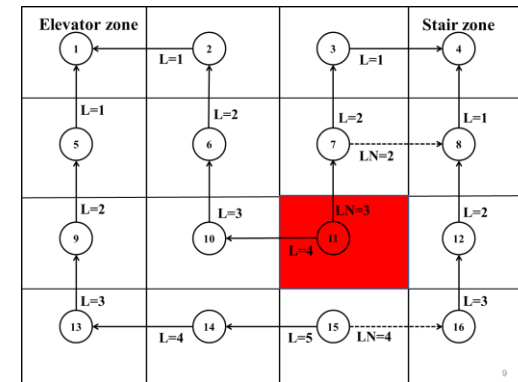 Elevator zone Stair zone
1 2 3 4
L=1 L=1
L=1 L=2 L=2 L=1
5 6 7 8
LN=2
L=2 L=3 LN=3 L=2
9 10 11 12
L=4
L=3 L=3
13 14 15 16
L=4 L=5 LN=4
9